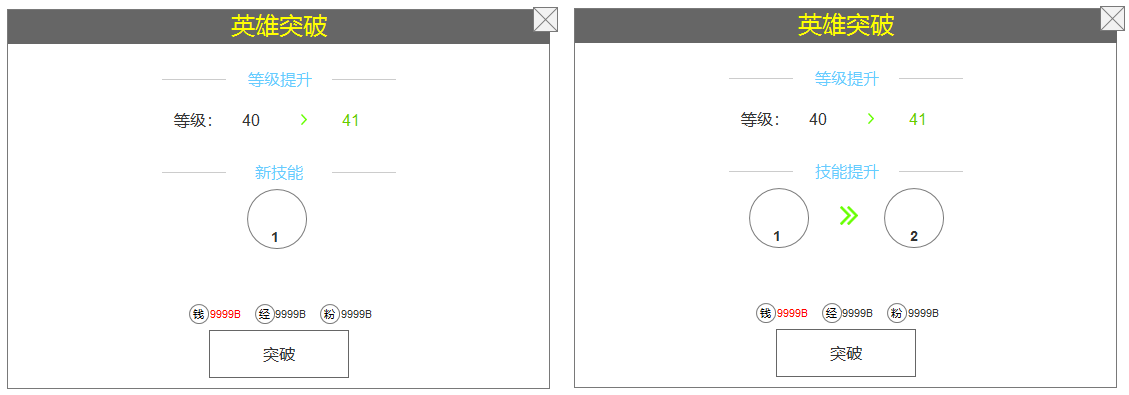 英雄突破
等级提升
等级： 40 > 41
新技能
1
钱 9999B 经 9999B 粉 9999B
突破
英雄突破
等级提升
等级： 40 > 41
技能提升
1 2
钱 9999B 经 9999B 粉 9999B
突破